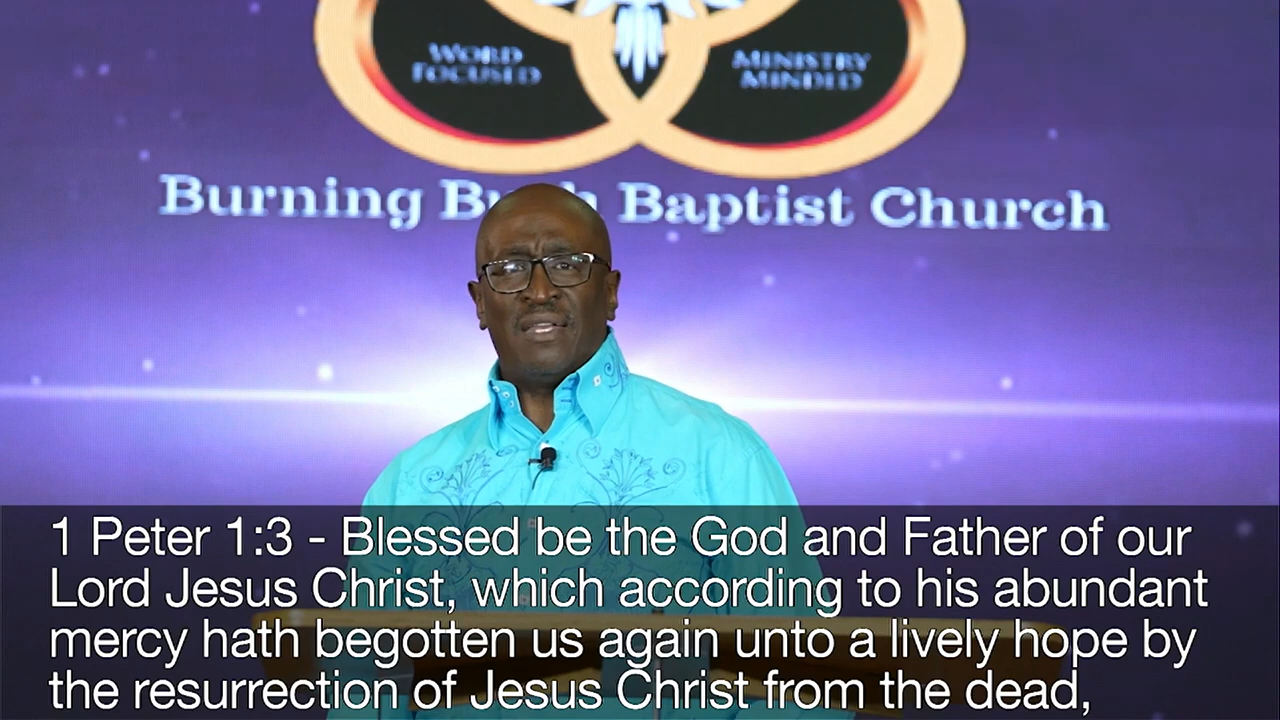 WORD
FOCUSED
MINISTRY
MINDED
Burning B h Baptist Church
1 Peter 1:3 - Blessed be the God and Father of our
Lord Jesus Christ, which according to his abundant
mercy hath begotten us again unto a lively hope by
the resurrection of Jesus Christ from the dead,